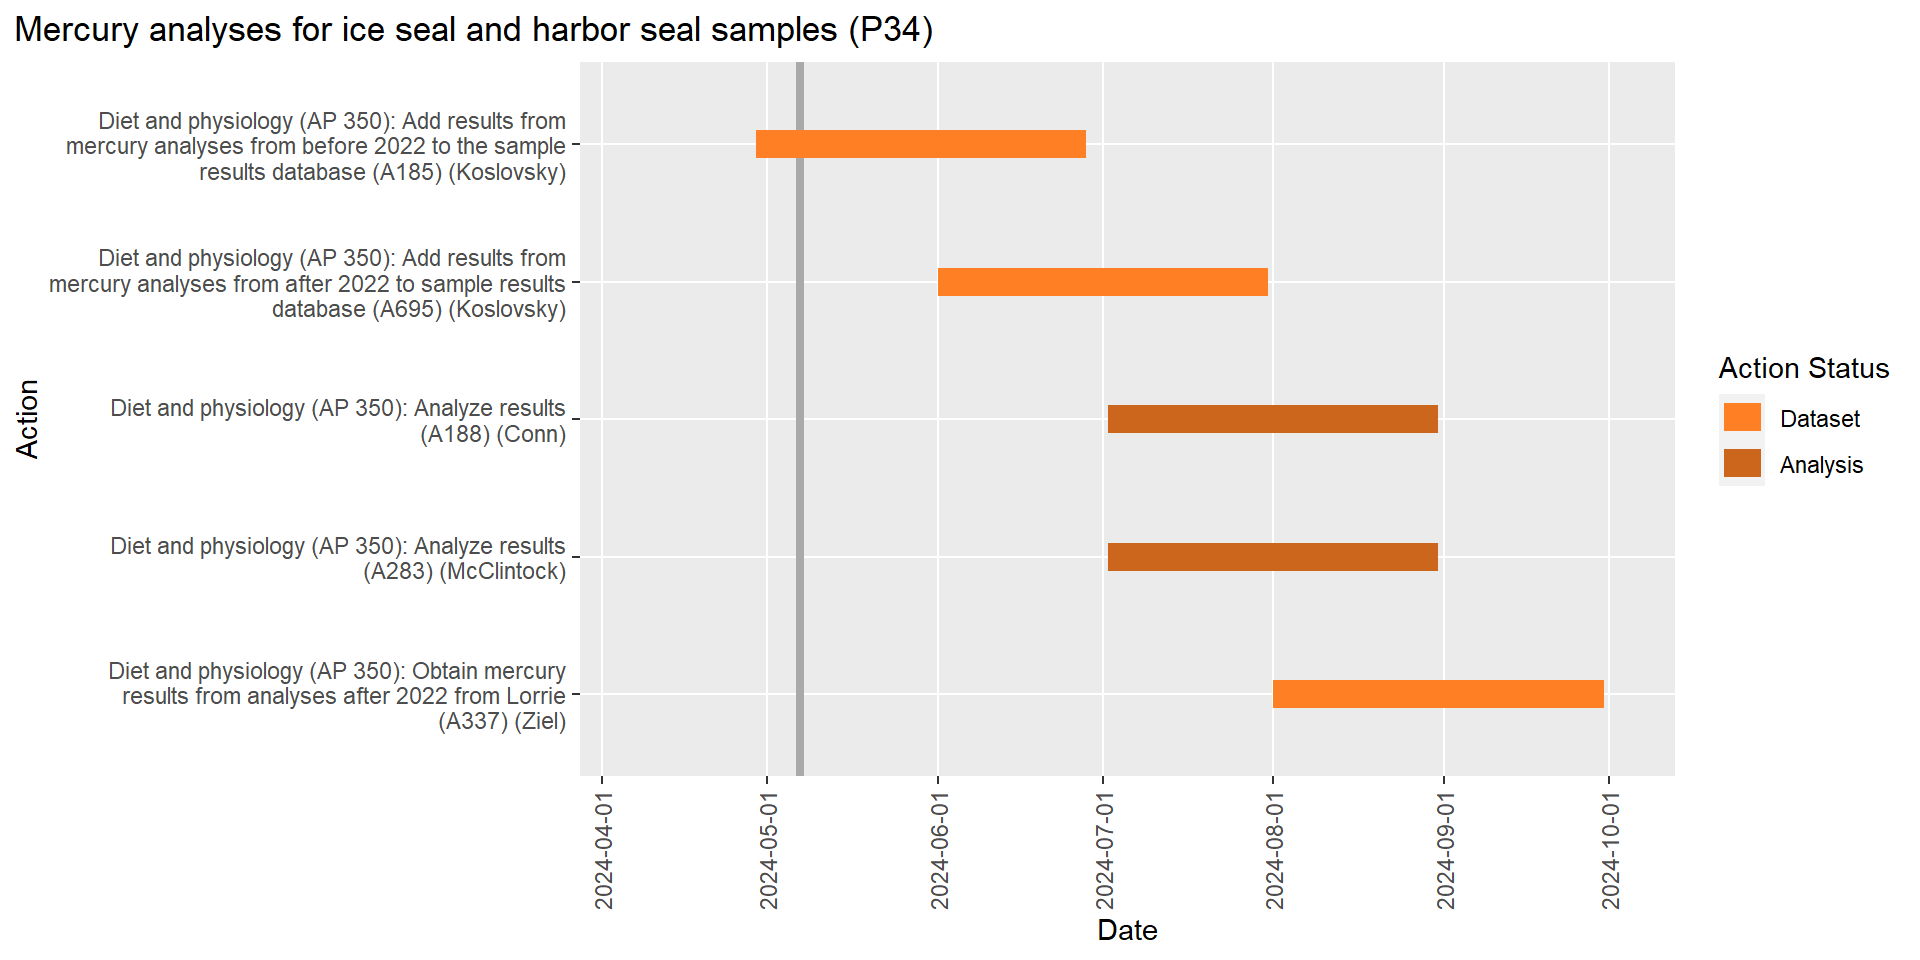 Mercury analyses for ice seal and harbor seal samples (P34)
Diet and physiology (AP 350): Add results from
mercury analyses from before 2022 to the sample
results database (A185) (Koslovsky)
Diet and physiology (AP 350): Add results from
mercury analyses from after 2022 to sample results
database (A695) (Koslovsky)
Diet and physiology (AP 350): Analyze results
(A188) (Conn)
Diet and physiology (AP 350): Analyze results
(A283) (McClintock)
Diet and physiology (AP 350): Obtain mercury
results from analyses after 2022 from Lorrie
(A337) (Ziel)
Action
2024-04-01
2024-05-01
2024-06-01
2024-07-01
2024-08-01
2024-09-01
2024-10-01
Date
Action Status
Dataset
Analysis